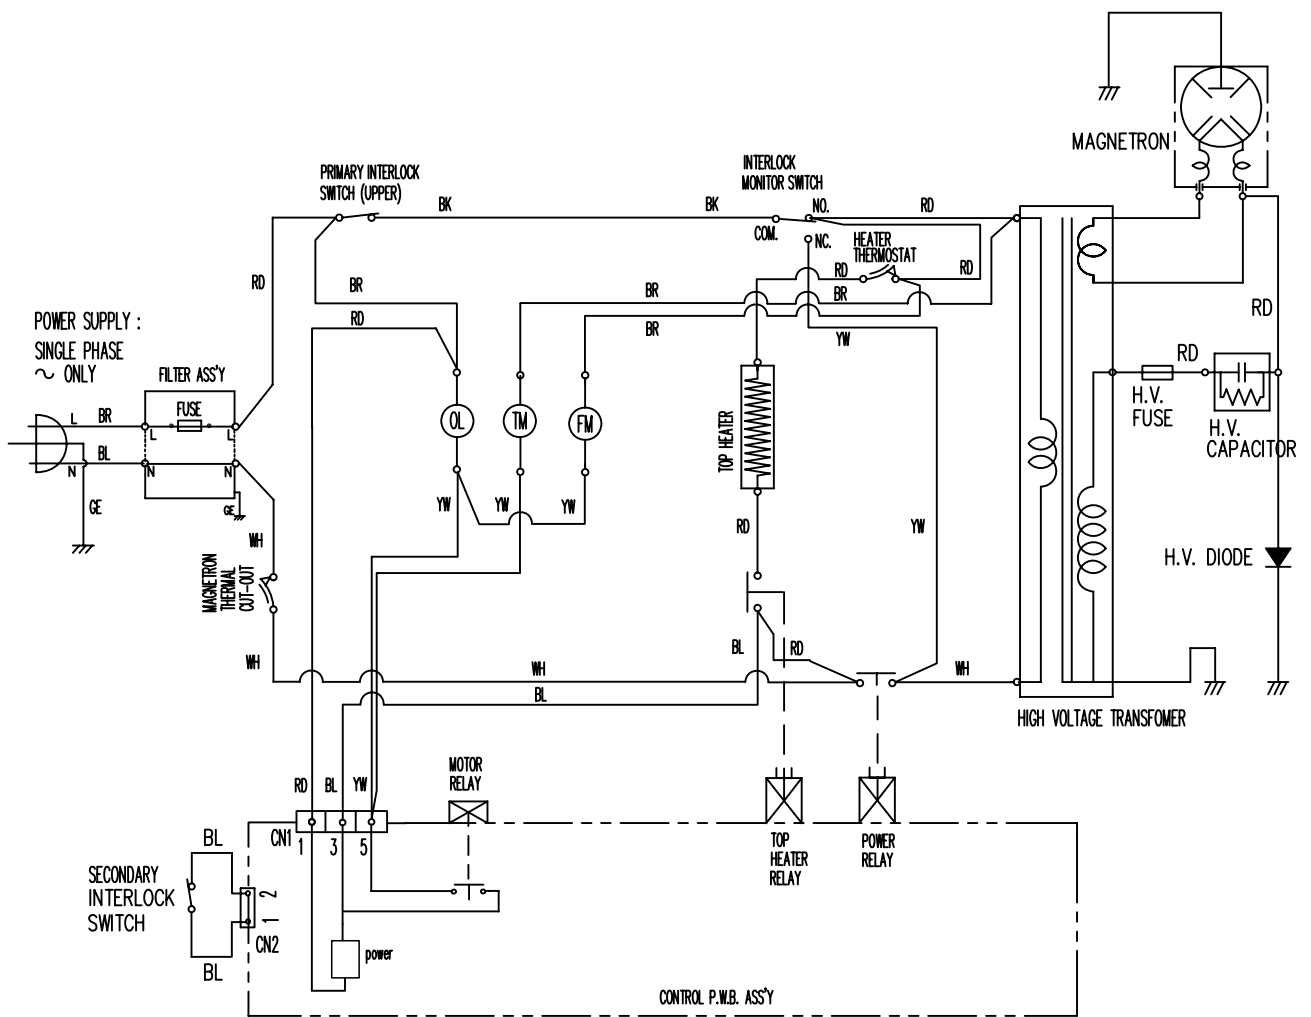 MAGNETRON
PRIMARY INTERLOCK
SWITCH (UPPER)
INTERLOCK
MONITOR SWITCH
BK
BK
NO.
RD
COM.
NC.
HEATER
THERMOSTAT
RD
RD
RD
BR
BR
BR
RD
BR
YW
RD
POWER SUPPLY :
SINGLE PHASE
~ ONLY
FILTER ASS'Y
FUSE
L
BR
L
L
BL
N
N
N
GE
GE
OL
TM
FM
TOP HEATER
RD
H.V.
FUSE
H.V.
CAPACITOR
YW
YW
YW
RD
YW
WH
MAGNETRON
THERMAL
CUT-OUT
H.V. DIODE
WH
WH
BL
BL
RD
WH
HIGH VOLTAGE TRANSFOMER
RD
BL
YW
MOTOR
RELAY
CN1
1
3
5
TOP
HEATER
RELAY
POWER
RELAY
BL
SECONDARY
INTERLOCK
SWITCH
2
1
CN2
BL
power
CONTROL P.W.B. ASS'Y